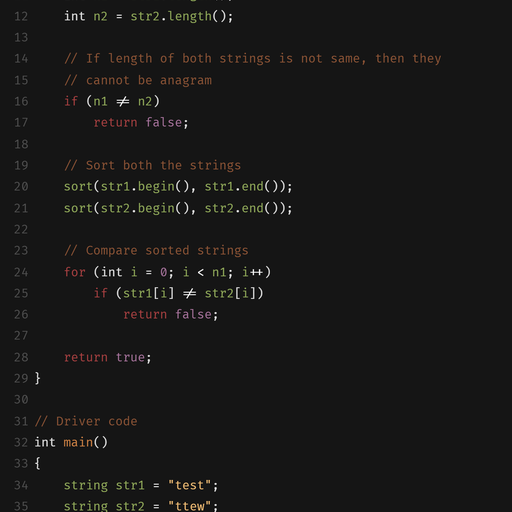 12 int n2 = str2.length();
13
14 // If length of both strings is not same, then they
15 // cannot be anagram
16 if (n1 ≠ n2)
17 return false;
18
19 // Sort both the strings
20 sort(str1.begin(), str1.end());
21 sort(str2.begin(), str2.end());
22
23 // Compare sorted strings
24 for (int i = 0; i < n1; i++)
25 if (str1[i] ≠ str2[i])
26 return false;
27
28 return true;
29 }
30
31 // Driver code
32 int main()
33 {
34 string str1 = "test";
35 string str2 = "ttew";